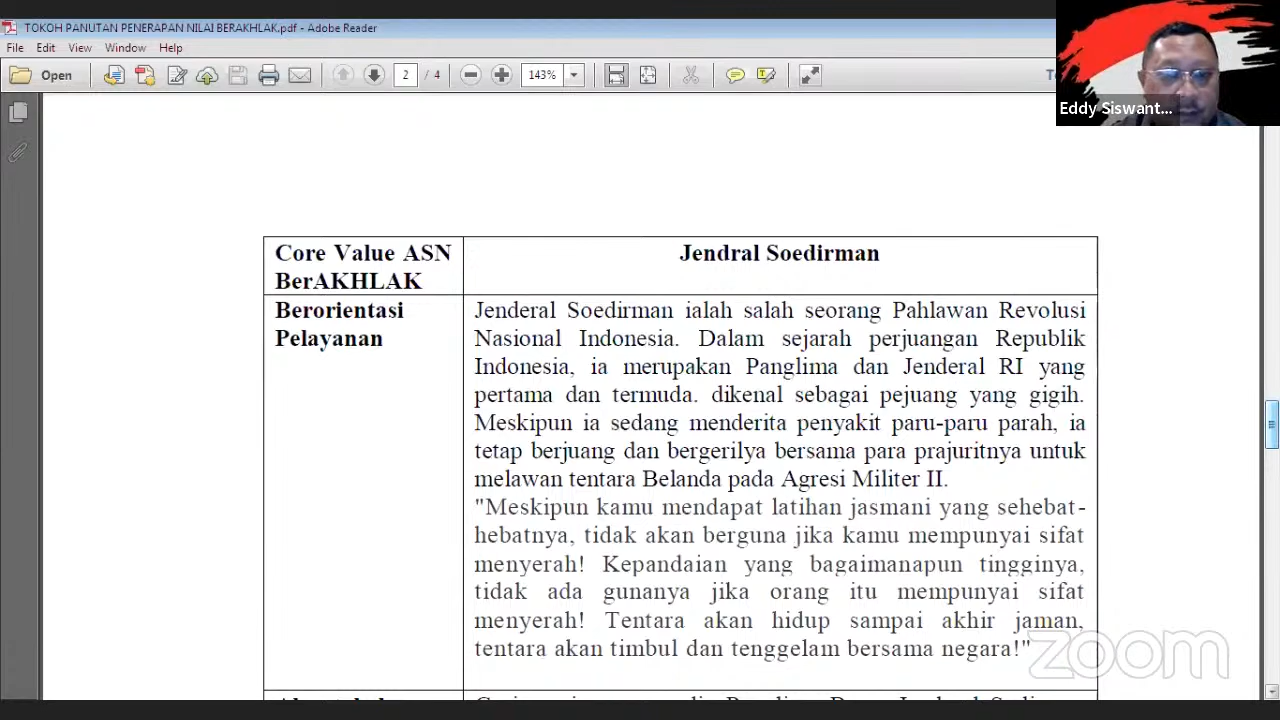 TOKOH PANUTAN PENERAPAN NILAI BERAKHLAK.pdf - Adobe Reader
File Edit View Window Help
Open 2 / 4 143%
Eddy Siswant...
Core Value ASN BerAKHLAK
Jendral Soedirman
Berorientasi
Pelayanan
Jenderal Soedirman ialah salah seorang Pahlawan Revolusi
Nasional Indonesia. Dalam sejarah perjuangan Republik
Indonesia, ia merupakan Panglima dan Jenderal RI yang
pertama dan termuda. dikenal sebagai pejuang yang gigih.
Meskipun ia sedang menderita penyakit paru-paru parah, ia
tetap berjuang dan bergerilya bersama para prajuritnya untuk
melawan tentara Belanda pada Agresi Militer II.
"Meskipun kamu mendapat latihan jasmani yang sehebat-
hebatnya, tidak akan berguna jika kamu mempunyai sifat
menyerah! Kepandaian yang bagaimanapun tingginya,
tidak ada gunanya jika orang itu mempunyai sifat
menyerah! Tentara akan hidup sampai akhir jaman,
tentara akan timbul dan tenggelam bersama negara!"
zoom